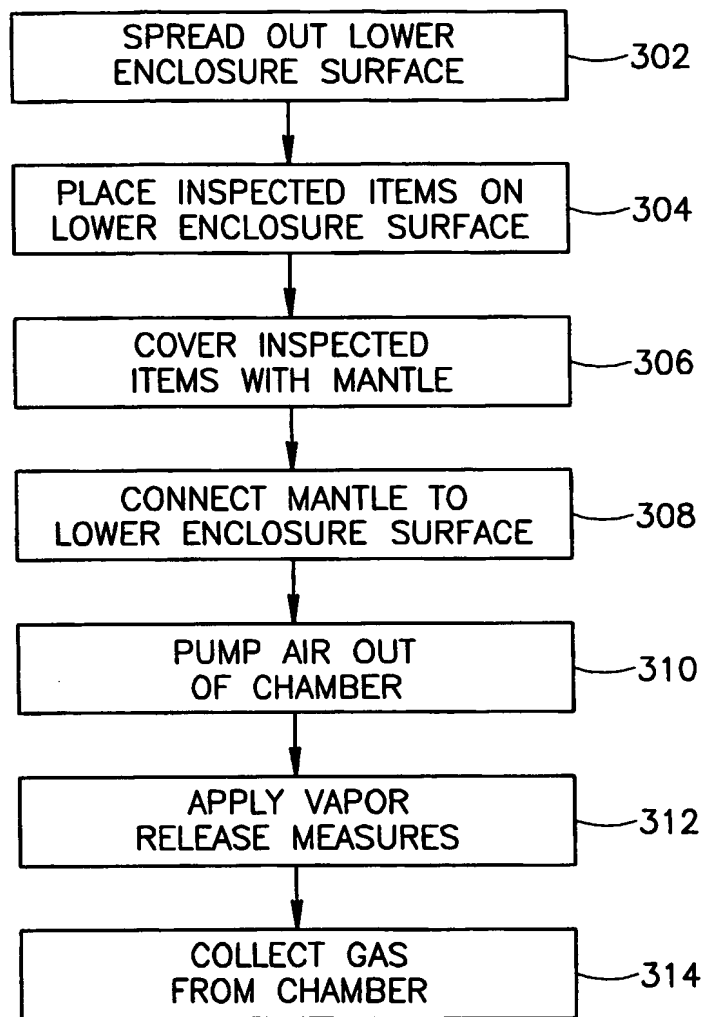 SPREAD OUT LOWER
ENCLOSURE SURFACE
302
PLACE INSPECTED ITEMS ON
LOWER ENCLOSURE SURFACE
304
COVER INSPECTED
ITEMS WITH MANTLE
306
CONNECT MANTLE TO
LOWER ENCLOSURE SURFACE
308
PUMP AIR OUT
OF CHAMBER
310
APPLY VAPOR
RELEASE MEASURES
312
COLLECT GAS
FROM CHAMBER
314